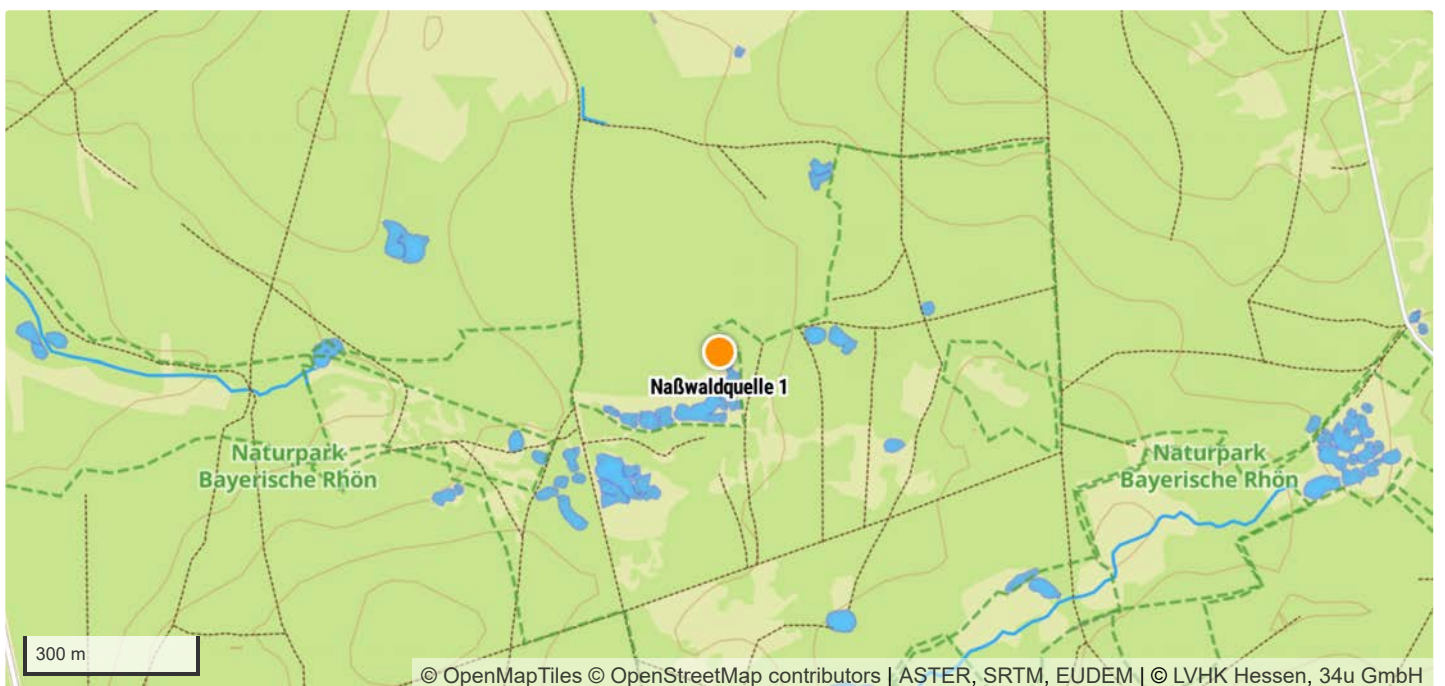 Naßwaldquelle 1
Naturpark
Bayerische Rhön
Naturpark
Bayerische Rhön
300 m
© OpenMapTiles © OpenStreetMap contributors | ASTER, SRTM, EUDEM | © LVHK Hessen, 34u GmbH